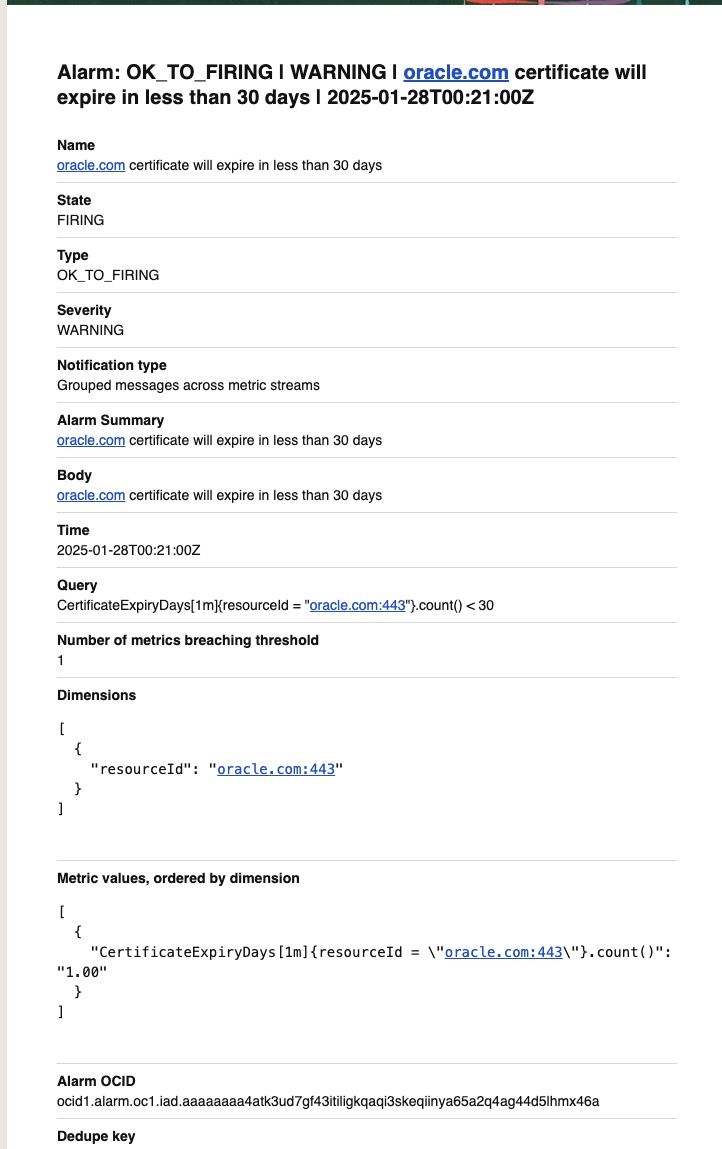 Alarm: OK_TO_FIRING | WARNING | oracle.com certificate will
expire in less than 30 days | 2025-01-28T00:21:00Z
Name
oracle.com certificate will expire in less than 30 days
State
FIRING
Type
OK_TO_FIRING
Severity
WARNING
Notification type
Grouped messages across metric streams
Alarm Summary
oracle.com certificate will expire in less than 30 days
Body
oracle.com certificate will expire in less than 30 days
Time
2025-01-28T00:21:00Z
Query
CertificateExpiryDays[1m]{resourceId = "oracle.com:443"}.count() < 30
Number of metrics breaching threshold
1
Dimensions
[
  {
    "resourceId": "oracle.com:443"
  }
]
Metric values, ordered by dimension
[
  {
    "CertificateExpiryDays[1m]{resourceId = \"oracle.com:443\"}.count()":
"1.00"
  }
]
Alarm OCID
ocid1.alarm.oc1.iad.aaaaaaaa4atk3ud7gf43itiligkqaqi3skeqiinya65a2q4ag44d5lhmx46a
Dedupe key